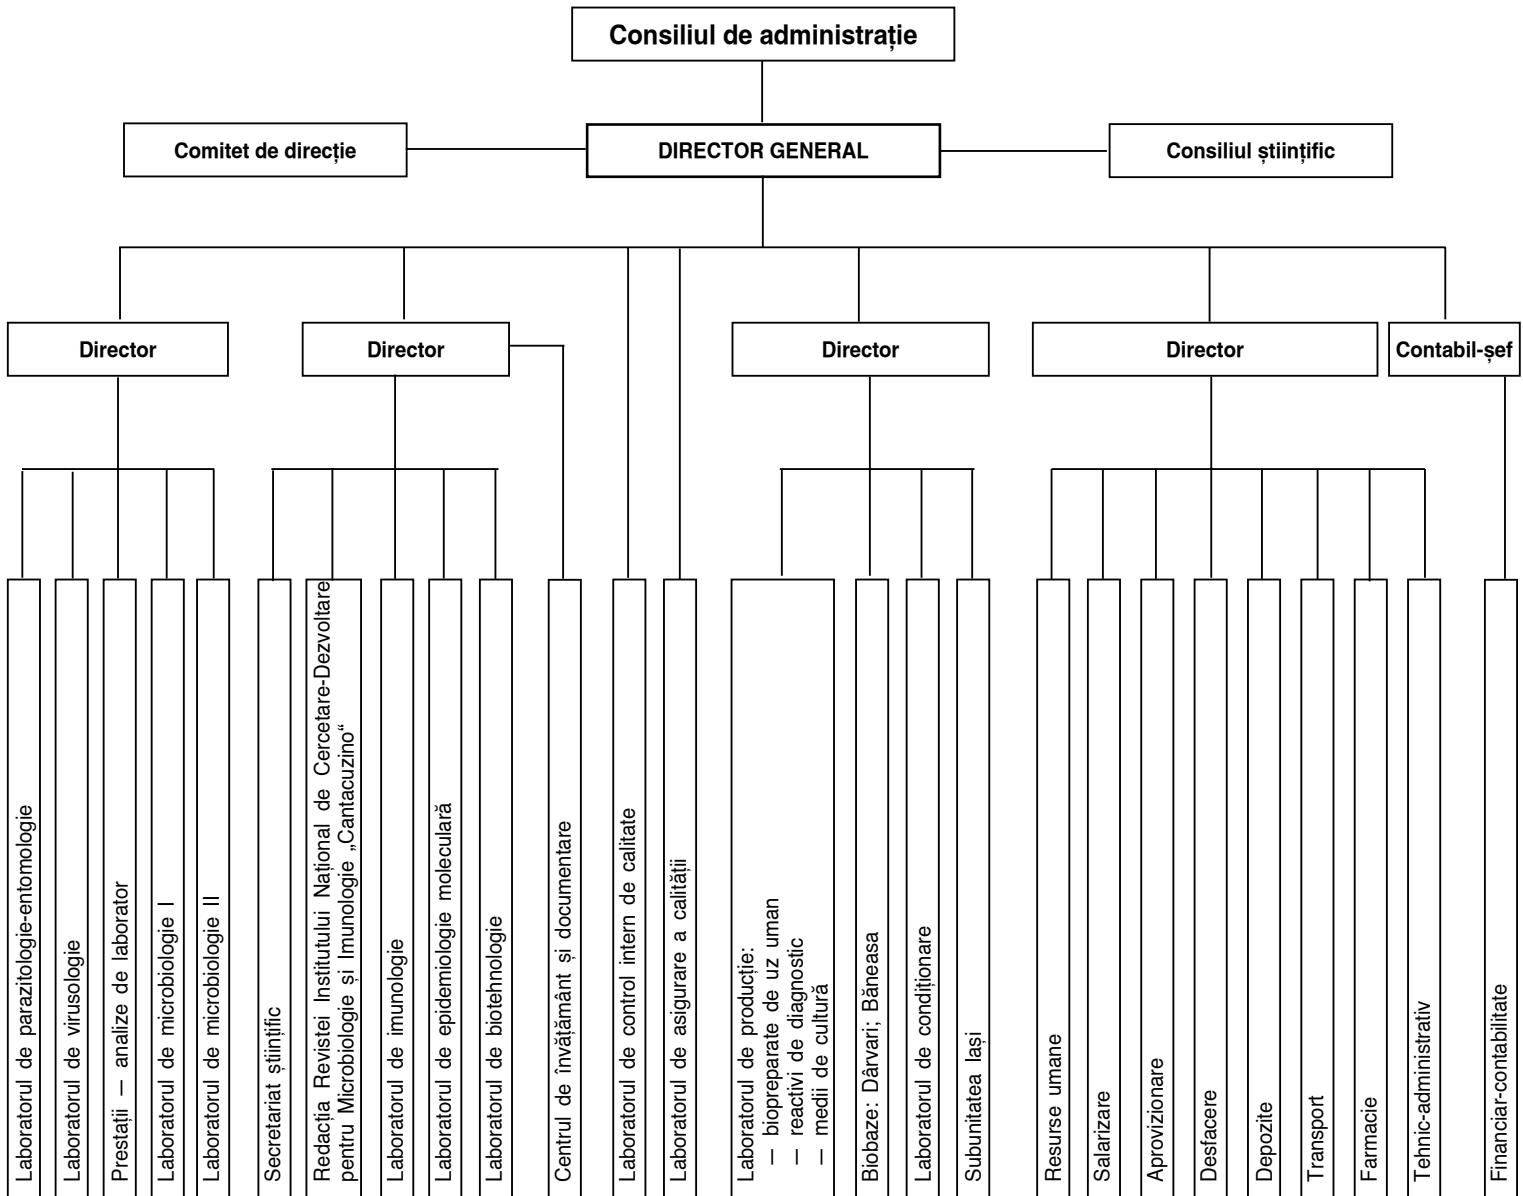 Consiliul de administrație
Comitet de direcție
DIRECTOR GENERAL
Consiliul științific
Director
Director
Director
Director
Contabil-șef
Laboratorul de parazitologie-entomologie
Laboratorul de virusologie
Prestații — analize de laborator
Laboratorul de microbiologie I
Laboratorul de microbiologie II
Secretariat științific
Redacția Revistei Institutului Național de Cercetare-Dezvoltare
pentru Microbiologie și Imunologie „Cantacuzino“
Laboratorul de imunologie
Laboratorul de epidemiologie moleculară
Laboratorul de biotehnologie
Centrul de învățământ și documentare
Laboratorul de control intern de calitate
Laboratorul de asigurare a calității
Laboratorul de producție:
— biopreparate de uz uman
— reactivi de diagnostic
— medii de cultură
Biobaze: Dârvari; Băneasa
Laboratorul de condiționare
Subunitatea Iași
Resurse umane
Salarizare
Aprovizionare
Desfacere
Depozite
Transport
Farmacie
Tehnic-administrativ
Financiar-contabilitate